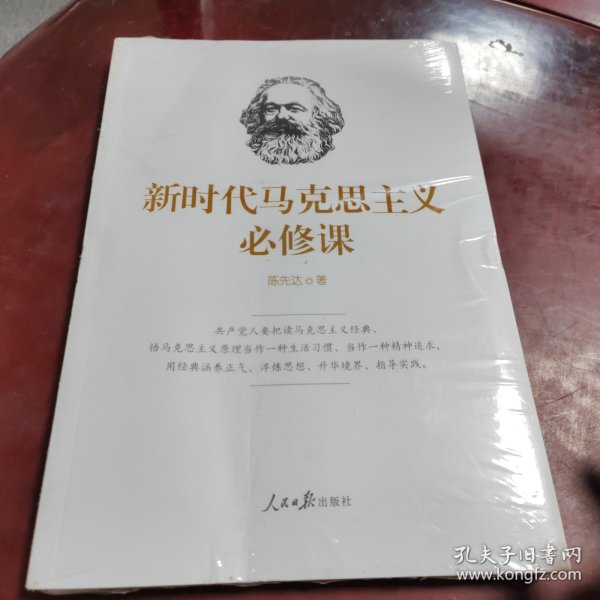 新时代马克思主义
必修课
陈先达 著
共产党人要把读马克思主义经典、
悟马克思主义原理当作一种生活习惯、当作一种精神追求，
用经典涵养正气、淬炼思想、升华境界、指导实践。
人民日报出版社
孔夫子旧书网
www.kongfz.com